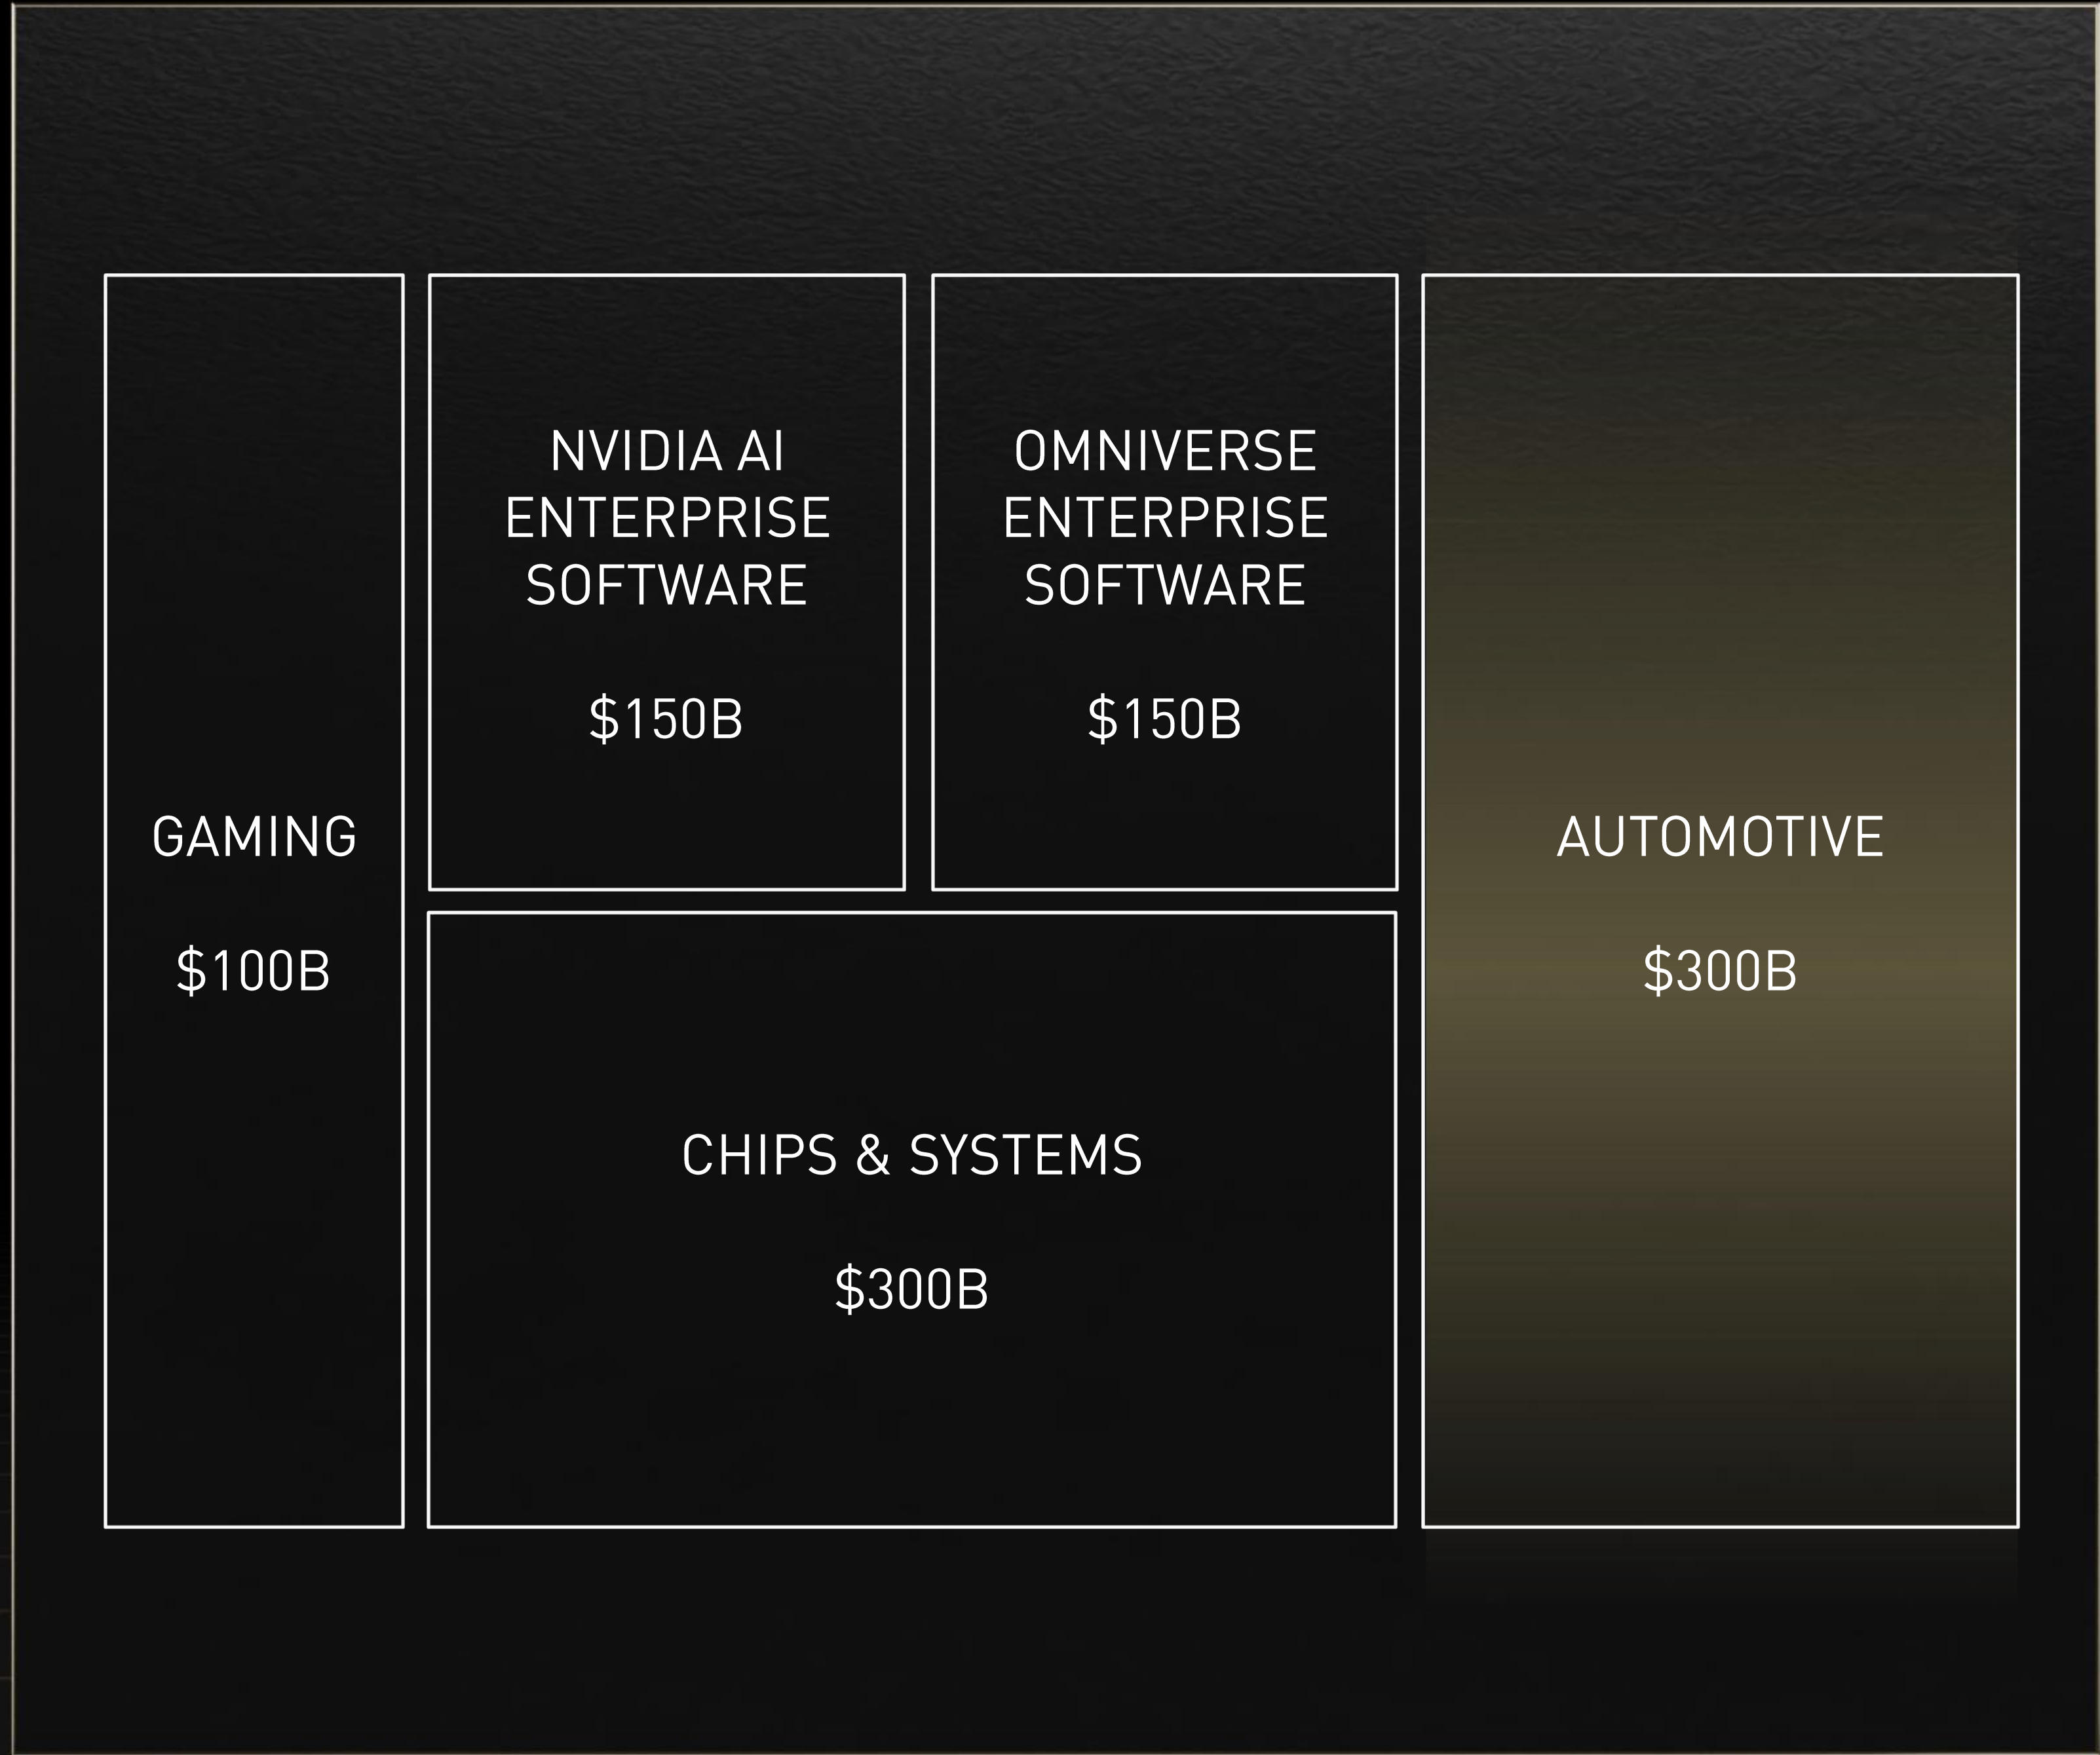 GAMING
$100B
NVIDIA AI
ENTERPRISE
SOFTWARE
$150B
OMNIVERSE
ENTERPRISE
SOFTWARE
$150B
CHIPS & SYSTEMS
$300B
AUTOMOTIVE
$300B